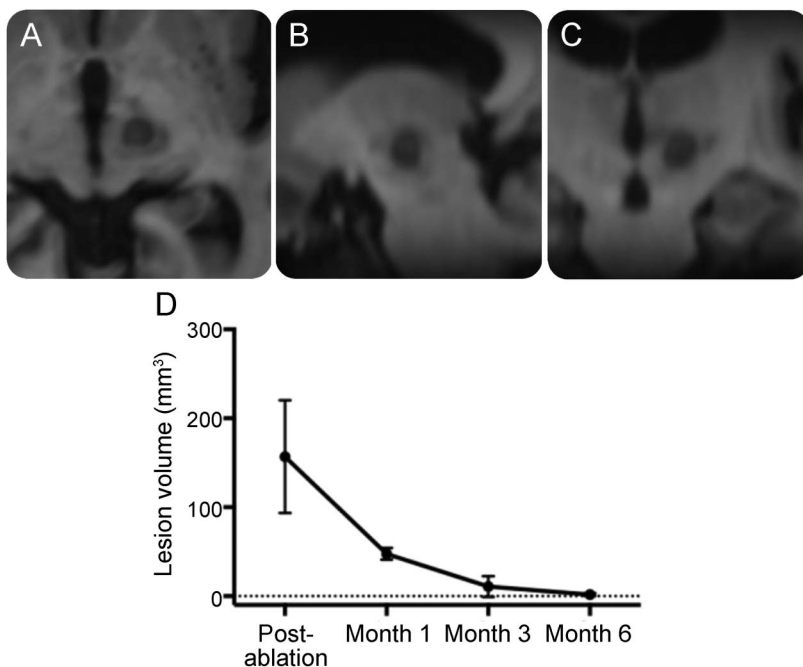 A
B
C
D
300
200
100
0
Lesion volume (mm³)
Post-
ablation
Month 1
Month 3
Month 6